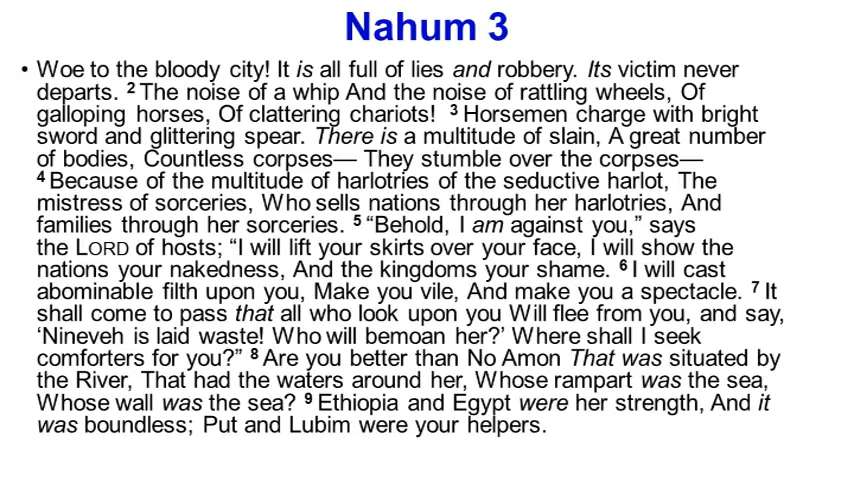 Nahum 3
• Woe to the bloody city! It is all full of lies and robbery. Its victim never
departs. 2 The noise of a whip And the noise of rattling wheels, Of
galloping horses, Of clattering chariots! 3 Horsemen charge with bright
sword and glittering spear. There is a multitude of slain, A great number
of bodies, Countless corpses— They stumble over the corpses—
4 Because of the multitude of harlotries of the seductive harlot, The
mistress of sorceries, Who sells nations through her harlotries, And
families through her sorceries. 5 “Behold, I am against you,” says
the LORD of hosts; “I will lift your skirts over your face, I will show the
nations your nakedness, And the kingdoms your shame. 6 I will cast
abominable filth upon you, Make you vile, And make you a spectacle. 7 It
shall come to pass that all who look upon you Will flee from you, and say,
‘Nineveh is laid waste! Who will bemoan her?’ Where shall I seek
comforters for you?” 8 Are you better than No Amon That was situated by
the River, That had the waters around her, Whose rampart was the sea,
Whose wall was the sea? 9 Ethiopia and Egypt were her strength, And it
was boundless; Put and Lubim were your helpers.